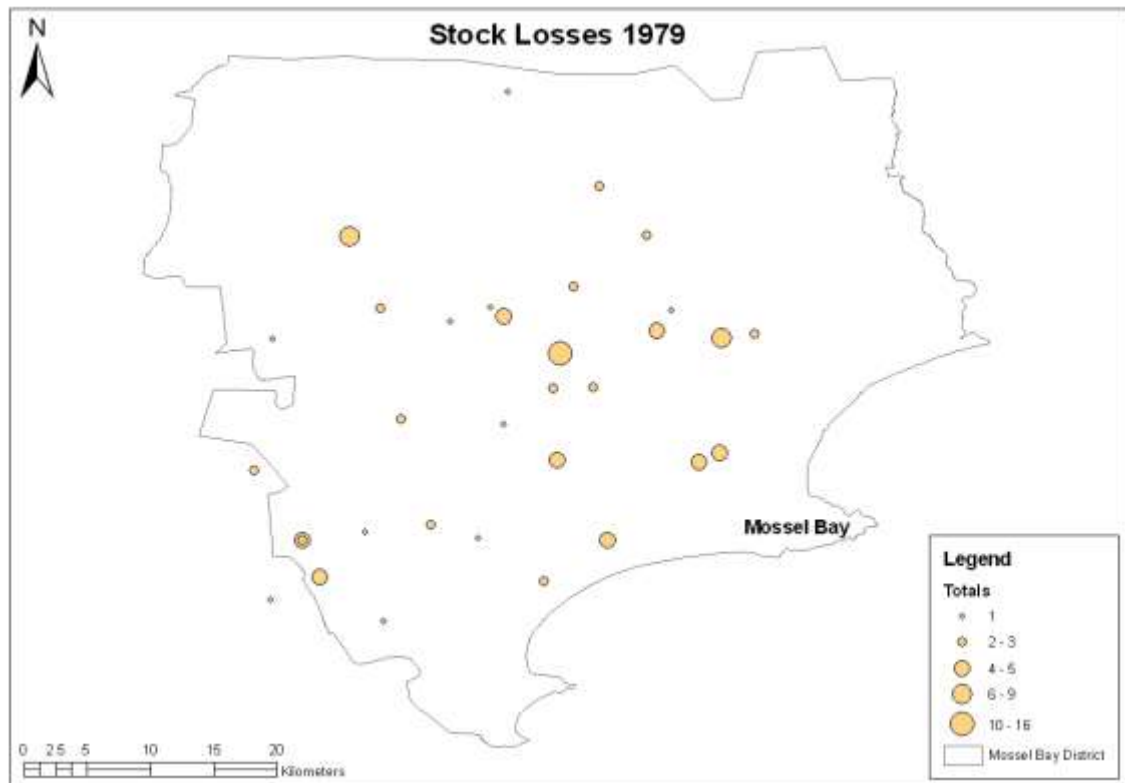 Stock Losses 1979
N
Mossel Bay
Legend
Totals
1
2 - 3
4 - 5
6 - 9
10 - 16
Mossel Bay District
0 2.5 5 10 15 20
Kilometers